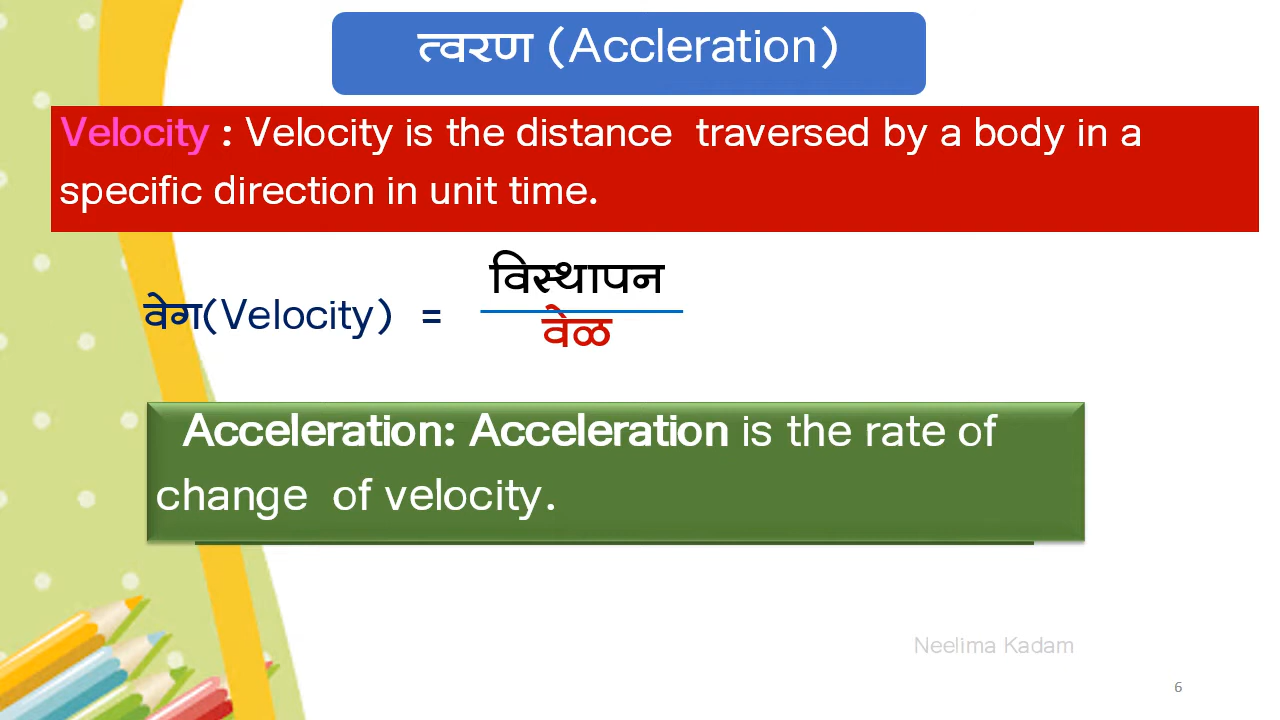 त्वरण (Accleration)
Velocity : Velocity is the distance traversed by a body in a
specific direction in unit time.
विस्थापन
वेग(Velocity) =
वेळ
Acceleration: Acceleration is the rate of
change of velocity.
Neelima Kadam
6